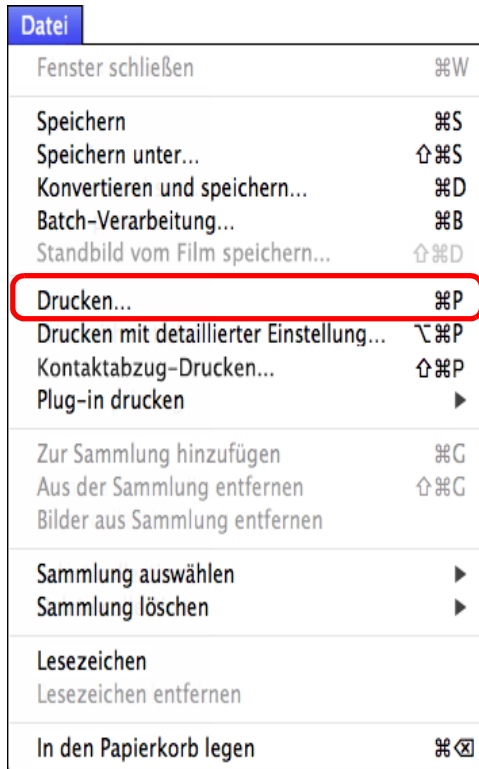 Datei
Fenster schließen ⌘W
Speichern ⌘S
Speichern unter... ⇧⌘S
Konvertieren und speichern... ⌘D
Batch-Verarbeitung... ⌘B
Standbild vom Film speichern... ⇧⌘D
Drucken... ⌘P
Drucken mit detaillierter Einstellung... ⌥⌘P
Kontaktabzug-Drucken... ⇧⌘P
Plug-in drucken ▶
Zur Sammlung hinzufügen ⌘G
Aus der Sammlung entfernen ⇧⌘G
Bilder aus Sammlung entfernen
Sammlung auswählen ▶
Sammlung löschen ▶
Lesezeichen
Lesezeichen entfernen
In den Papierkorb legen ⌘⌫